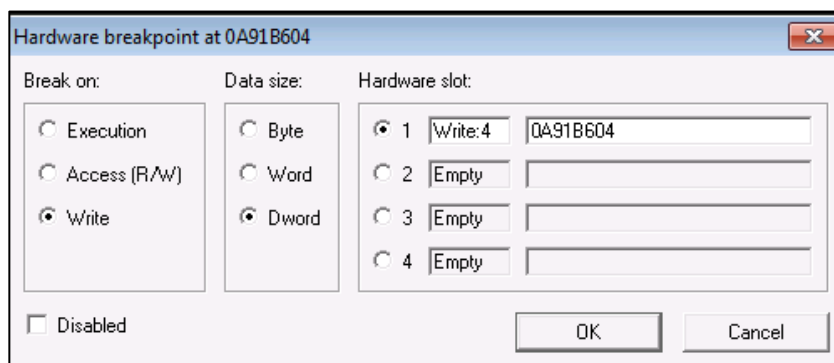 Hardware breakpoint at 0A91B604
Break on:
Data size:
Hardware slot:
Execution
Byte
1 Write:4 0A91B604
Access (R/W)
Word
2 Empty
Write
Dword
3 Empty
4 Empty
Disabled
OK
Cancel